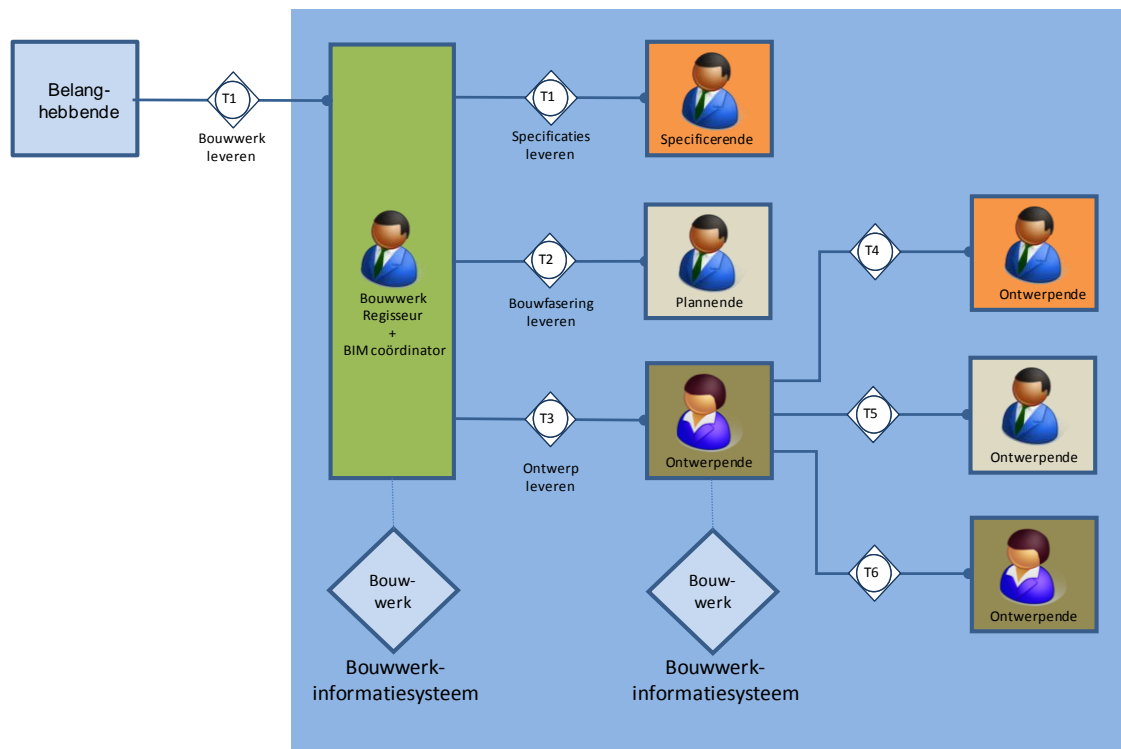 Belang-
hebbende
T1
Bouwwerk
leveren
Bouwwerk
Regisseur
+
BIM coördinator
T1
Specificaties
leveren
Specificerende
T2
Bouwfasering
leveren
Plannende
T3
Ontwerp
leveren
Ontwerpende
T4
Ontwerpende
T5
Ontwerpende
T6
Ontwerpende
Bouw-
werk
Bouwwerk-
informatiesysteem
Bouw-
werk
Bouwwerk-
informatiesysteem